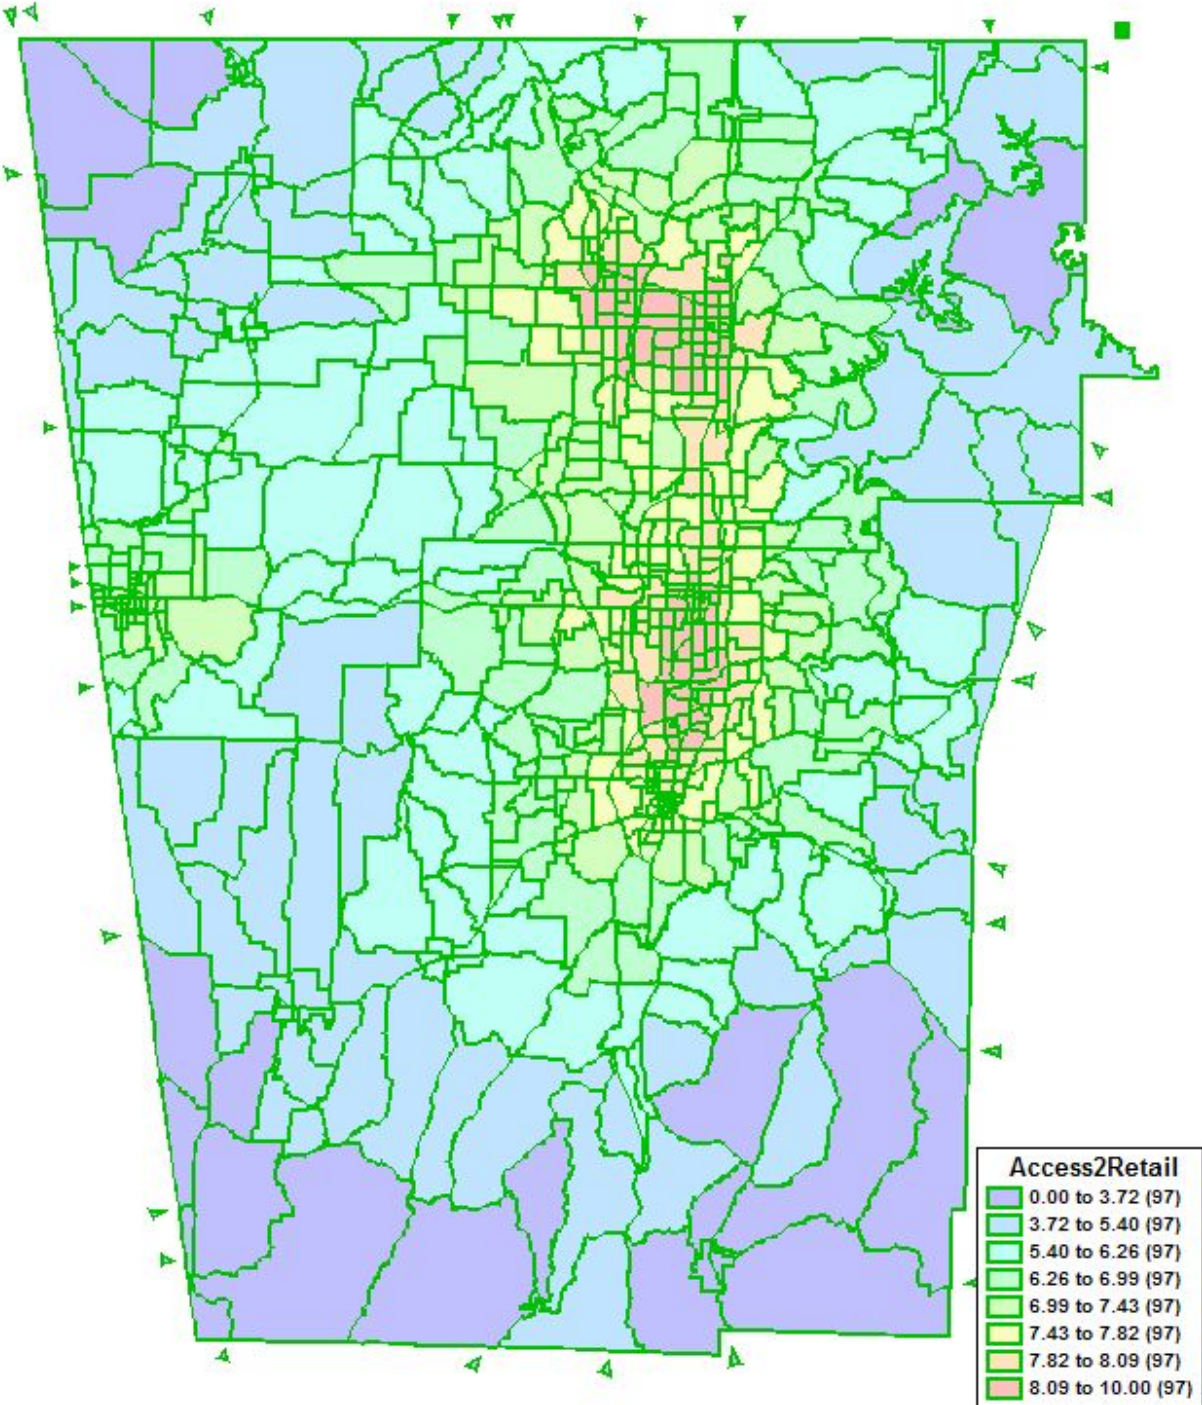 Access2Retail
0.00 to 3.72 (97)
3.72 to 5.40 (97)
5.40 to 6.26 (97)
6.26 to 6.99 (97)
6.99 to 7.43 (97)
7.43 to 7.82 (97)
7.82 to 8.09 (97)
8.09 to 10.00 (97)